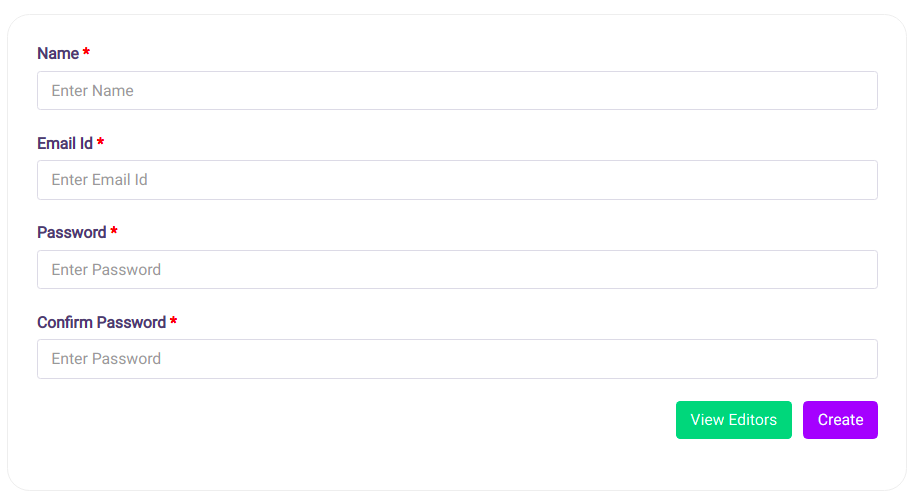 Name *
Enter Name
Email Id *
Enter Email Id
Password *
Enter Password
Confirm Password *
Enter Password
View Editors Create